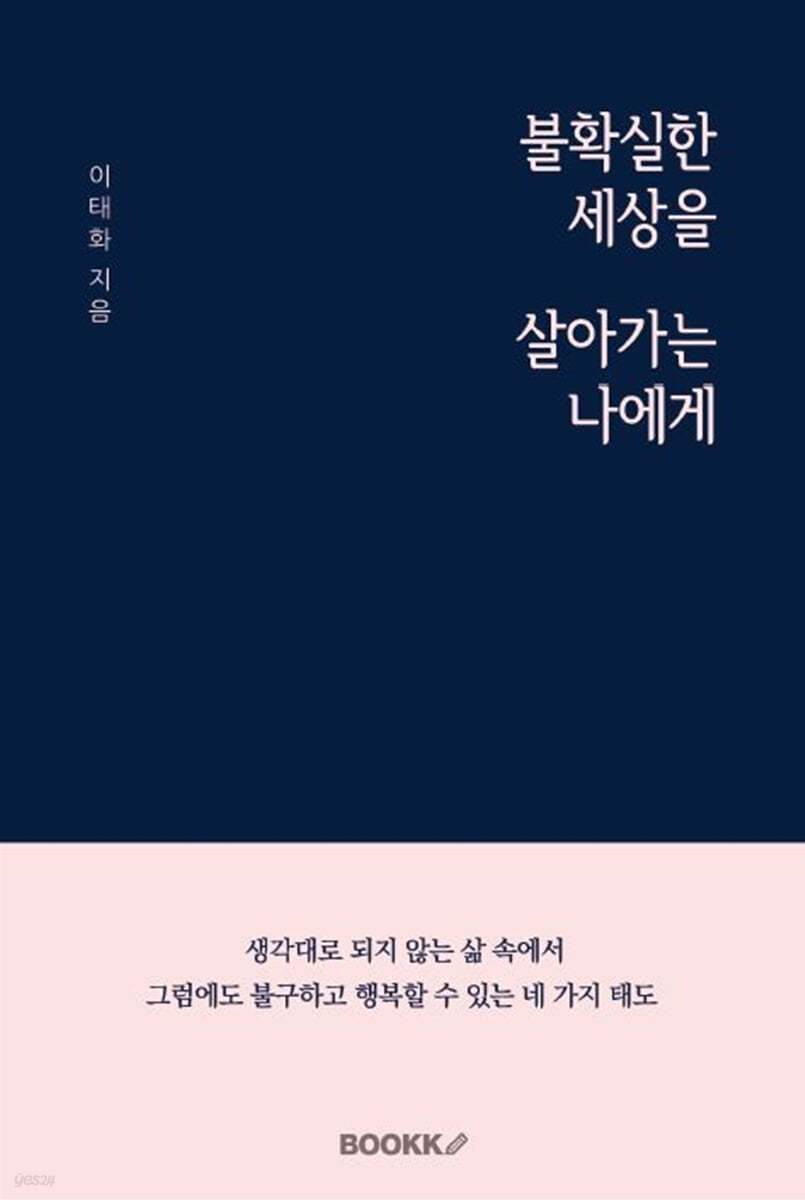 불확실한
세상을
살아가는
나에게
이태화 지음
생각대로 되지 않는 삶 속에서
그럼에도 불구하고 행복할 수 있는 네 가지 태도
BOOKK
yes24